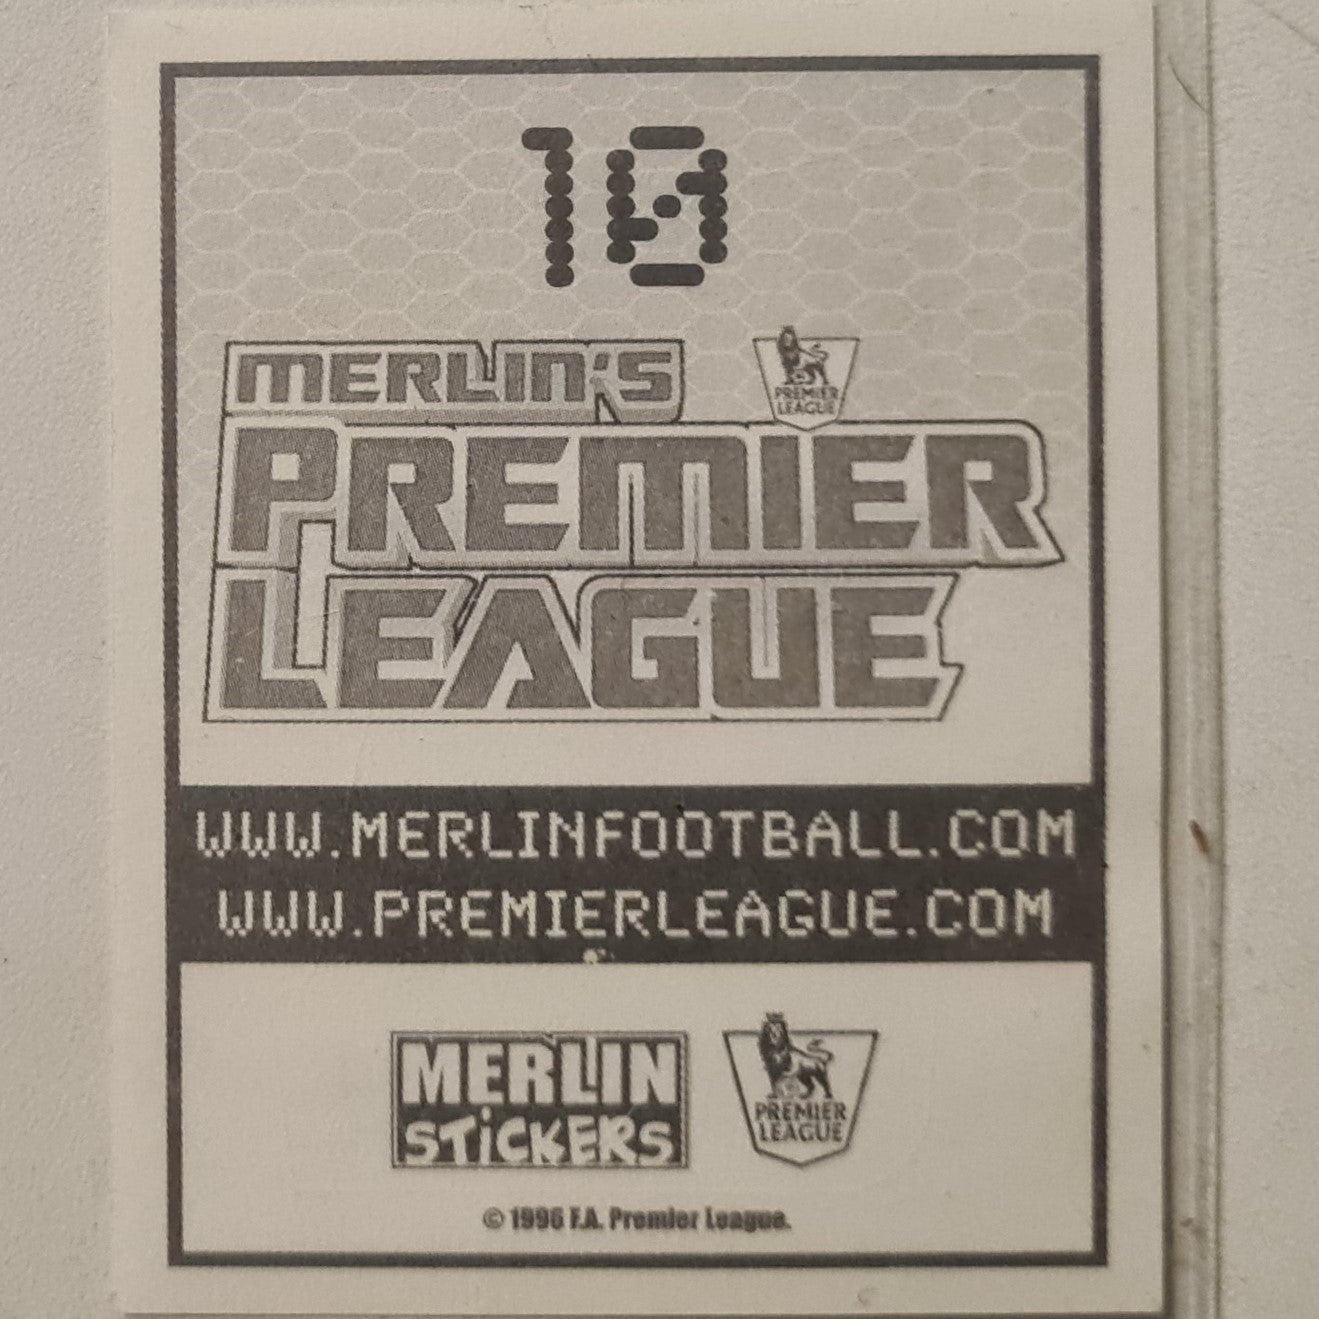 10
MERLIN'S
PREMIER LEAGUE
PREMIER
LEAGUE
WWW.MERLINFOOTBALL.COM
WWW.PREMIERLEAGUE.COM
MERLIN
STICKERS
PREMIER
LEAGUE
© 1996 F.A. Premier League.